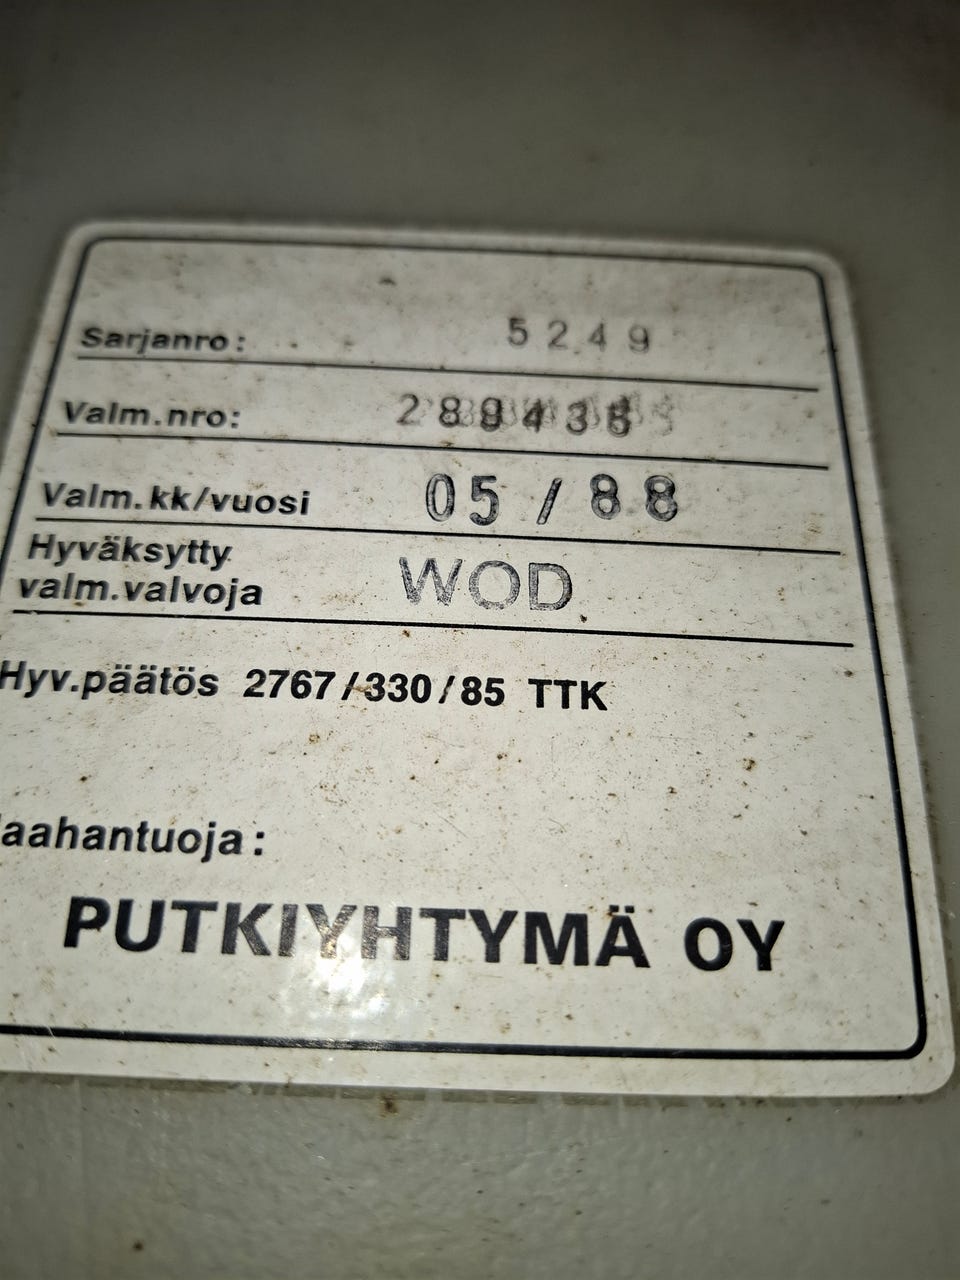 Sarjanro: 5249
Valm.nro:
Valm.kk/vuosi 05/88
Hyväksytty
valm.valvoja WOD
Hyv.päätös 2767/330/85 TTK
aahantuoja:
PUTKIYHTYMÄ OY